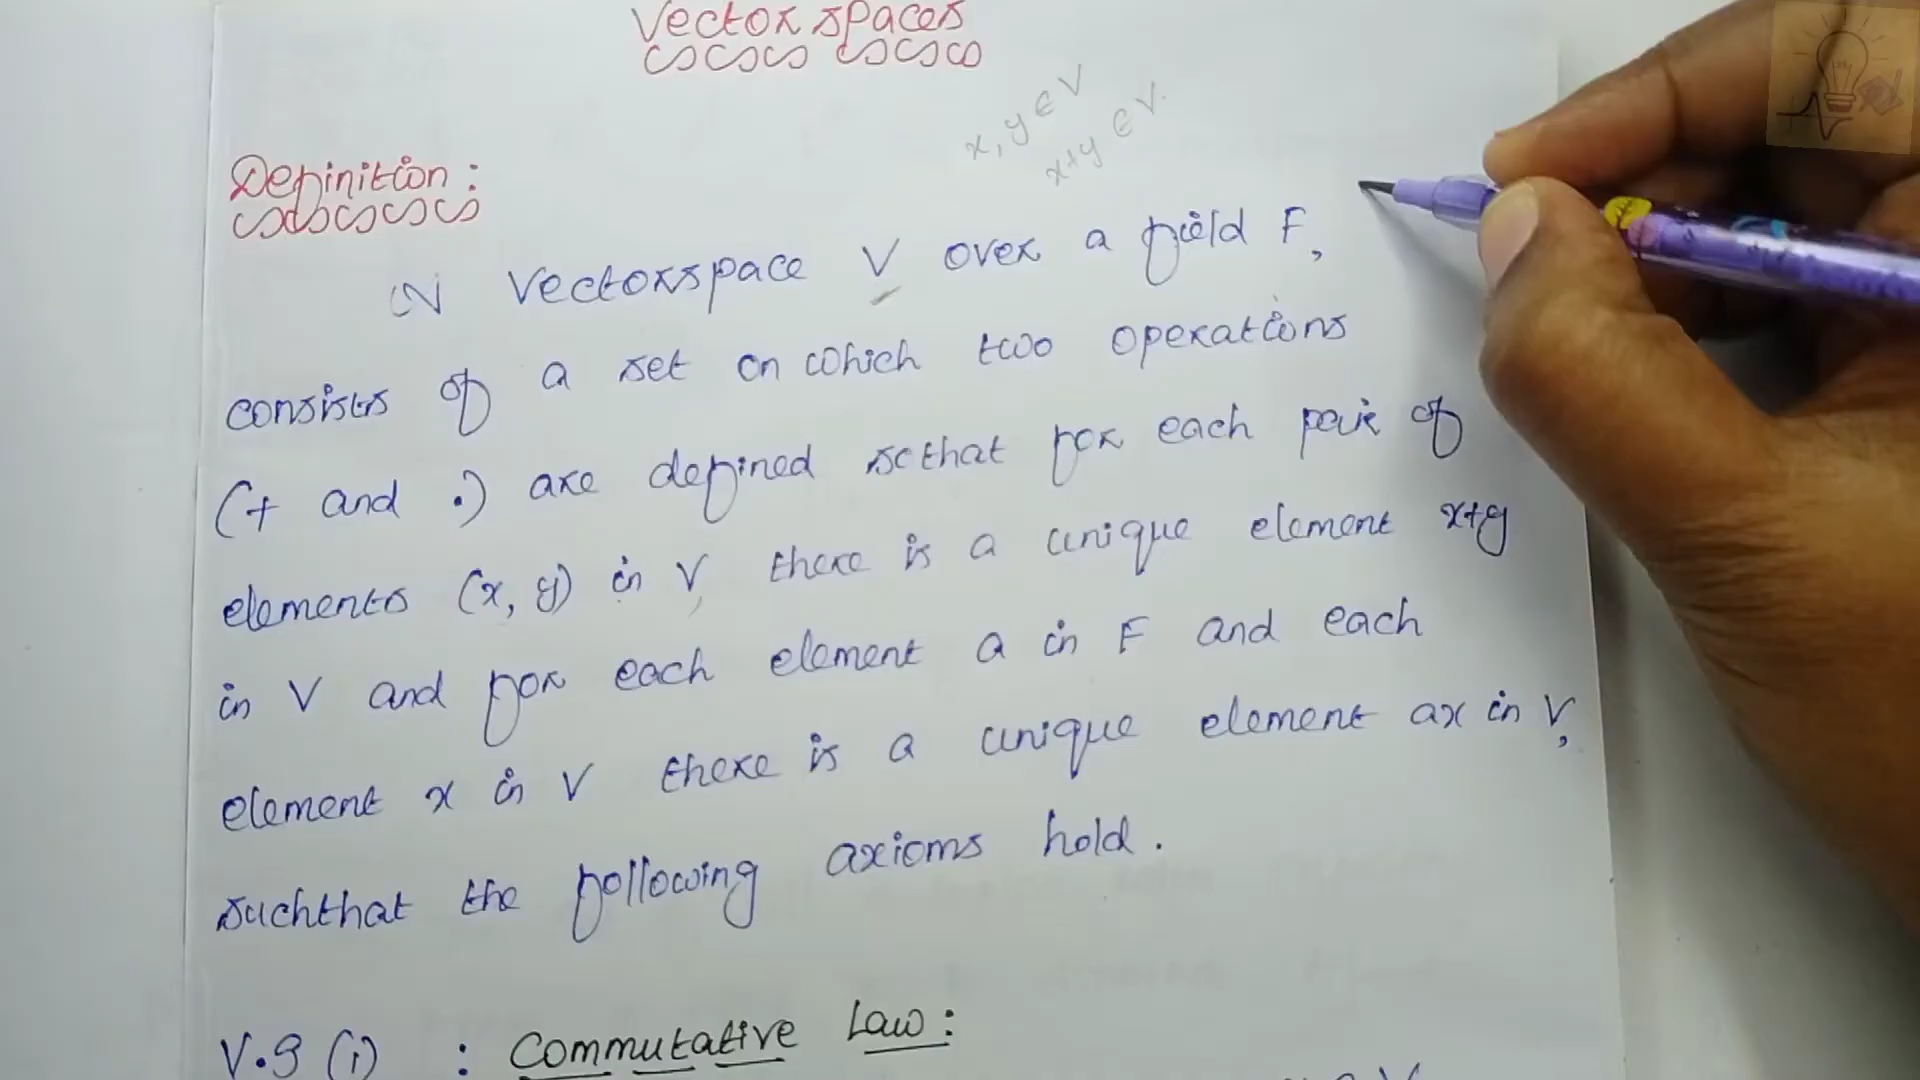 Vector spaces
x, y ∈ V
x+y ∈ V.
Definition:
A Vectorspace V over a field F,
consists of a set on which two operations
(+ and •) are defined so that for each pair of
elements (x, y) in V, there is a unique element x+y
in V and for each element a in F and each
element x in V there is a unique element ax in V,
suchthat the following axioms hold.
V.S (i) : Commutative Law: